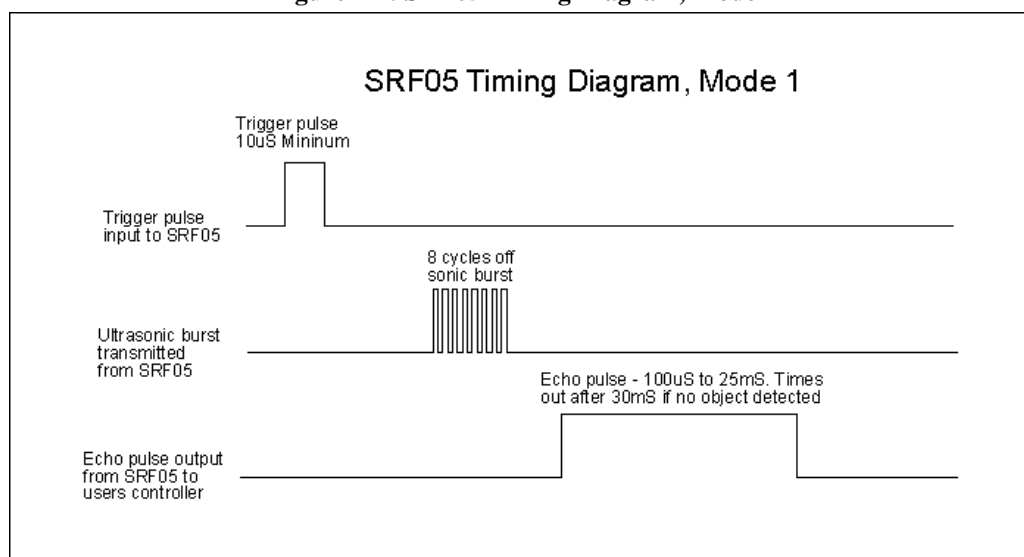 SRF05 Timing Diagram, Mode 1
Trigger pulse
10uS Mininum
Trigger pulse
input to SRF05
8 cycles off
sonic burst
Ultrasonic burst
transmitted
from SRF05
Echo pulse - 100uS to 25mS. Times
out after 30mS if no object detected
Echo pulse output
from SRF05 to
users controller